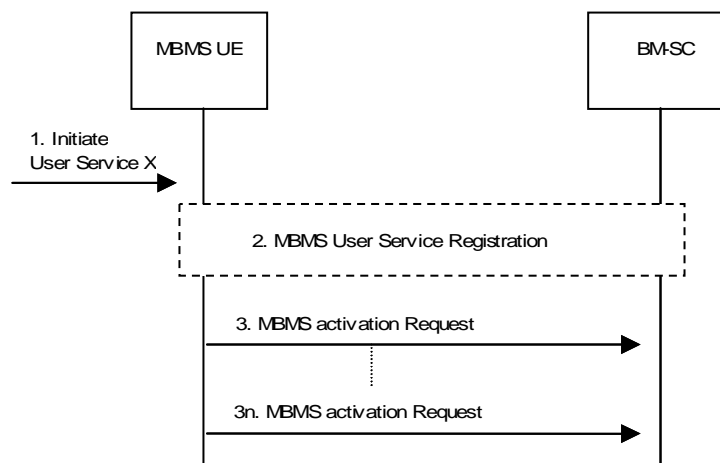 MBMS UE
BM-SC
1. Initiate
User Service X
2. MBMS User Service Registration
3. MBMS activation Request
3n. MBMS activation Request